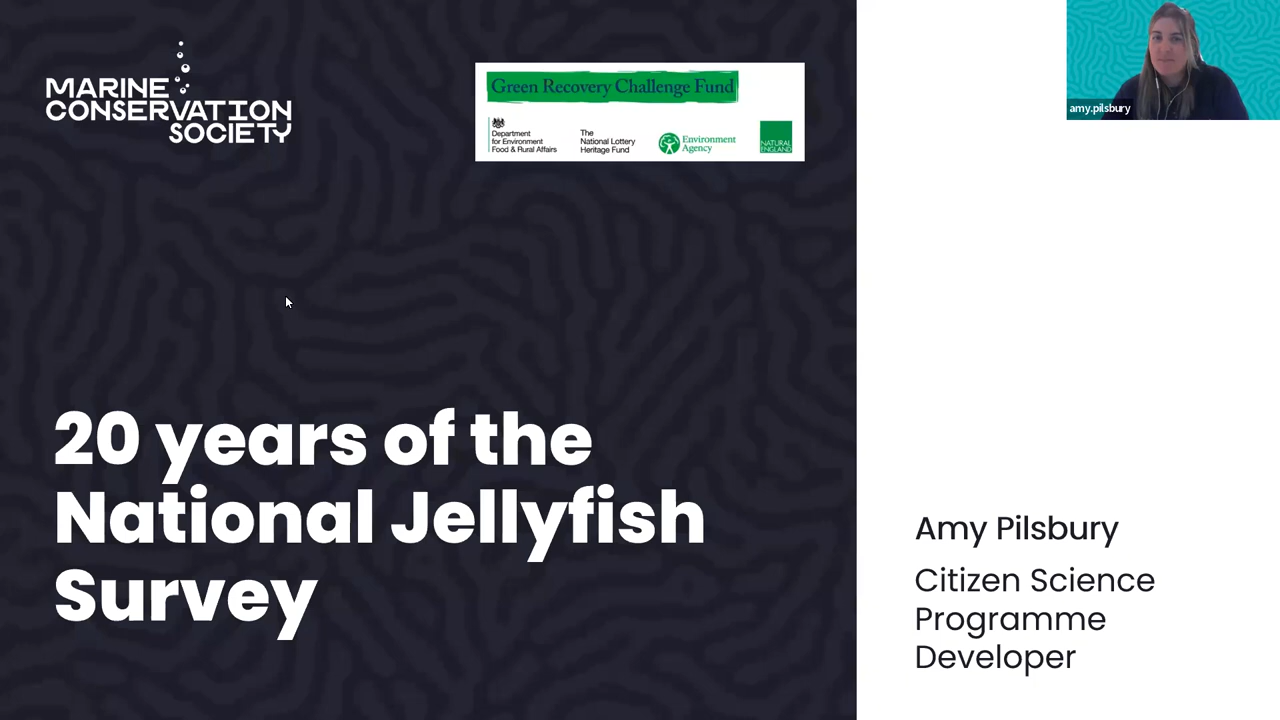 MARINE
CONSERVATION
SOCIETY
Green Recovery Challenge Fund
Department
for Environment
Food & Rural Affairs
The
National Lottery
Heritage Fund
Environment
Agency
NATURAL
ENGLAND
amy.pilsbury
20 years of the
National Jellyfish
Survey
Amy Pilsbury
Citizen Science
Programme
Developer